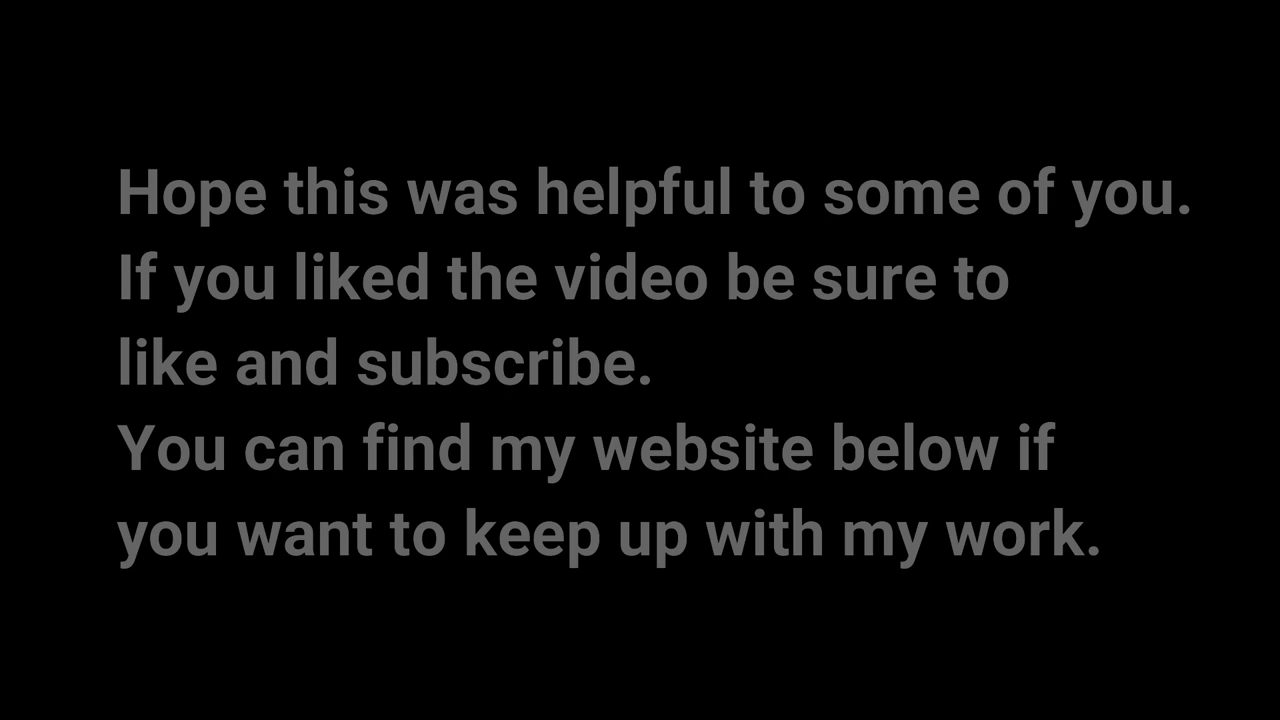 Hope this was helpful to some of you.
If you liked the video be sure to
like and subscribe.
You can find my website below if
you want to keep up with my work.